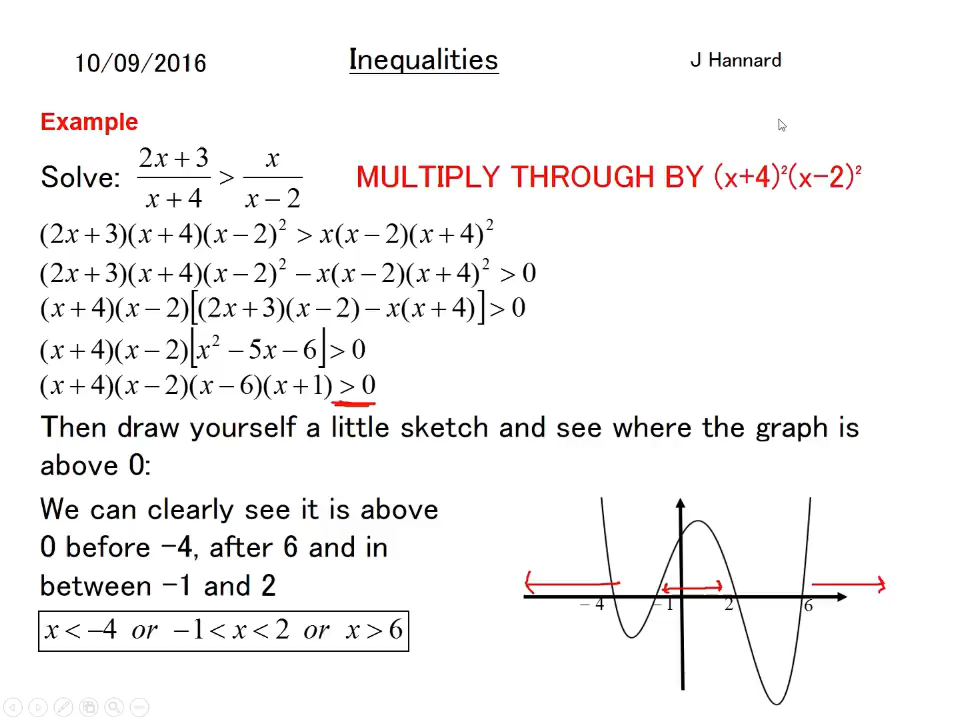 10/09/2016 Inequalities J Hannard
Example
Solve: (2x + 3)/(x + 4) > x/(x − 2) MULTIPLY THROUGH BY (x+4)²(x−2)²
(2x + 3)(x + 4)(x − 2)² > x(x − 2)(x + 4)²
(2x + 3)(x + 4)(x − 2)² − x(x − 2)(x + 4)² > 0
(x + 4)(x − 2)[(2x + 3)(x − 2) − x(x + 4)] > 0
(x + 4)(x − 2)[x² − 5x − 6] > 0
(x + 4)(x − 2)(x − 6)(x + 1) > 0
Then draw yourself a little sketch and see where the graph is
above 0:
We can clearly see it is above
0 before −4, after 6 and in
between −1 and 2
x < −4 or −1 < x < 2 or x > 6
−4 −1 2 6